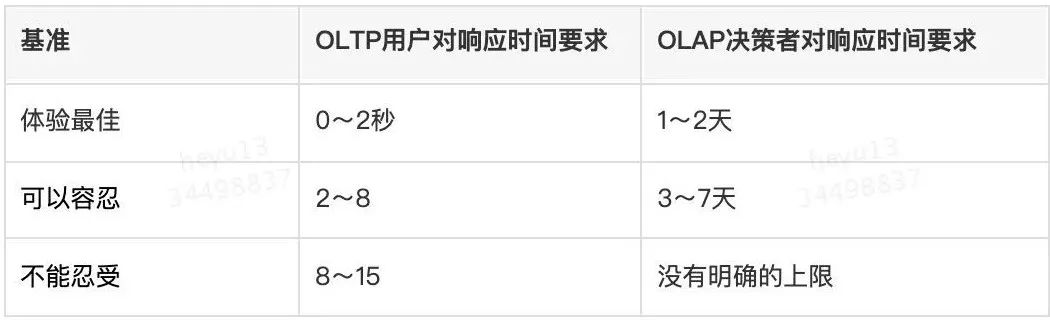 基准 OLTP用户对响应时间要求 OLAP决策者对响应时间要求
体验最佳 0～2秒 1～2天
heyu13 heyu13
34498837 34498837
可以容忍 2～8 3～7天
不能忍受 8～15 没有明确的上限